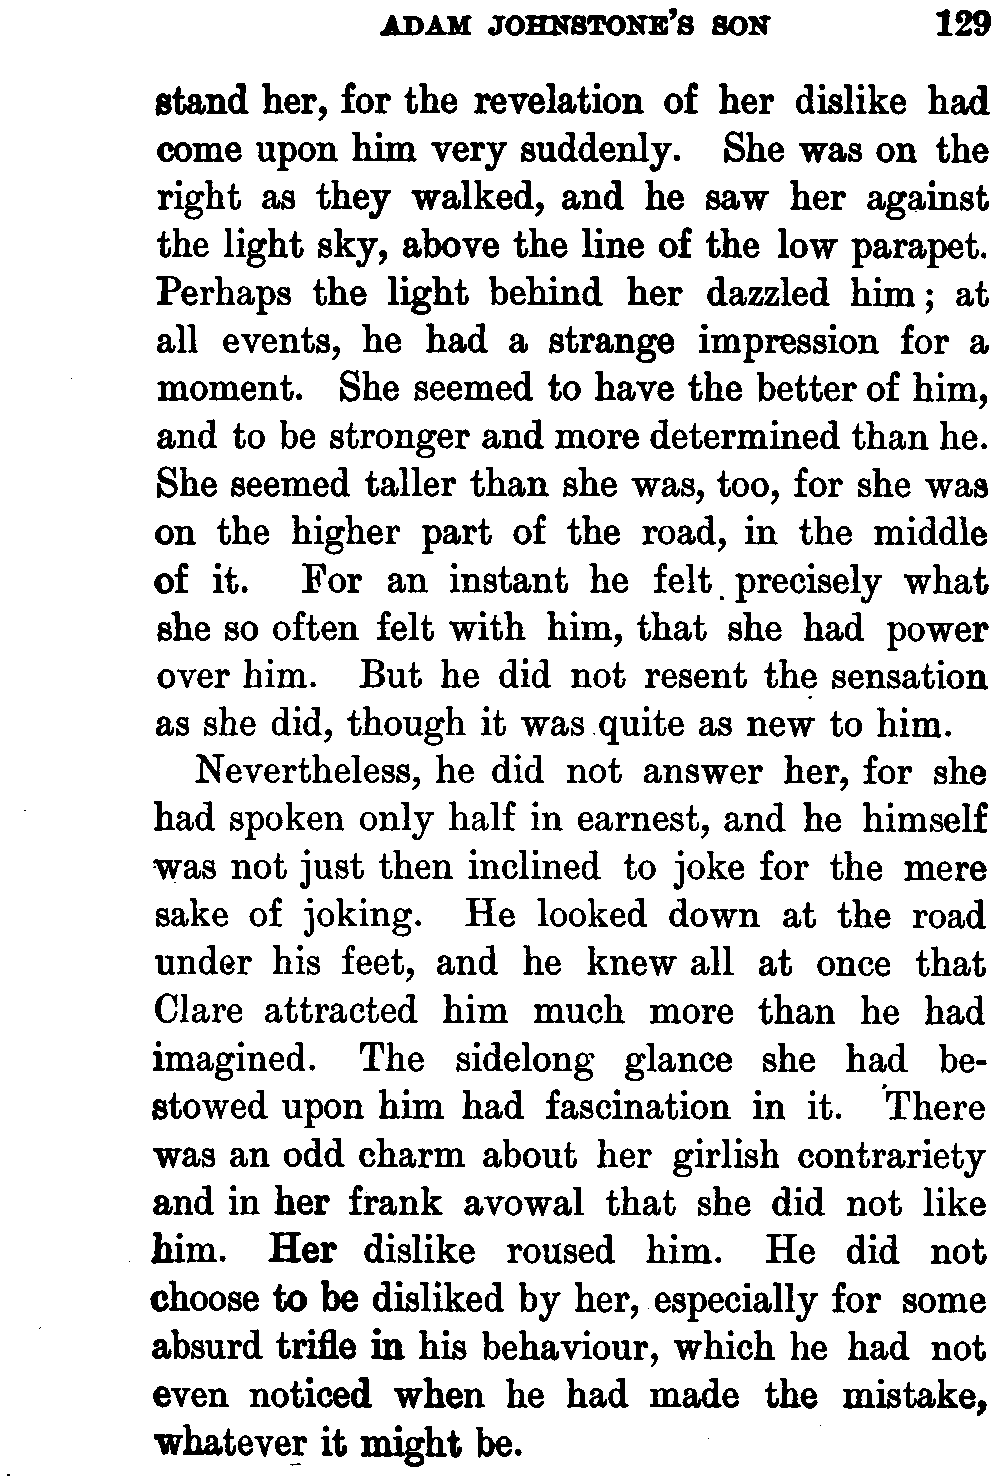 ADAM JOHNSTONE'S SON 129
stand her, for the revelation of her dislike had
come upon him very suddenly. She was on the
right as they walked, and he saw her against
the light sky, above the line of the low parapet.
Perhaps the light behind her dazzled him; at
all events, he had a strange impression for a
moment. She seemed to have the better of him,
and to be stronger and more determined than he.
She seemed taller than she was, too, for she was
on the higher part of the road, in the middle
of it. For an instant he felt precisely what
she so often felt with him, that she had power
over him. But he did not resent the sensation
as she did, though it was quite as new to him.
Nevertheless, he did not answer her, for she
had spoken only half in earnest, and he himself
was not just then inclined to joke for the mere
sake of joking. He looked down at the road
under his feet, and he knew all at once that
Clare attracted him much more than he had
imagined. The sidelong glance she had be-
stowed upon him had fascination in it. There
was an odd charm about her girlish contrariety
and in her frank avowal that she did not like
him. Her dislike roused him. He did not
choose to be disliked by her, especially for some
absurd trifle in his behaviour, which he had not
even noticed when he had made the mistake,
whatever it might be.